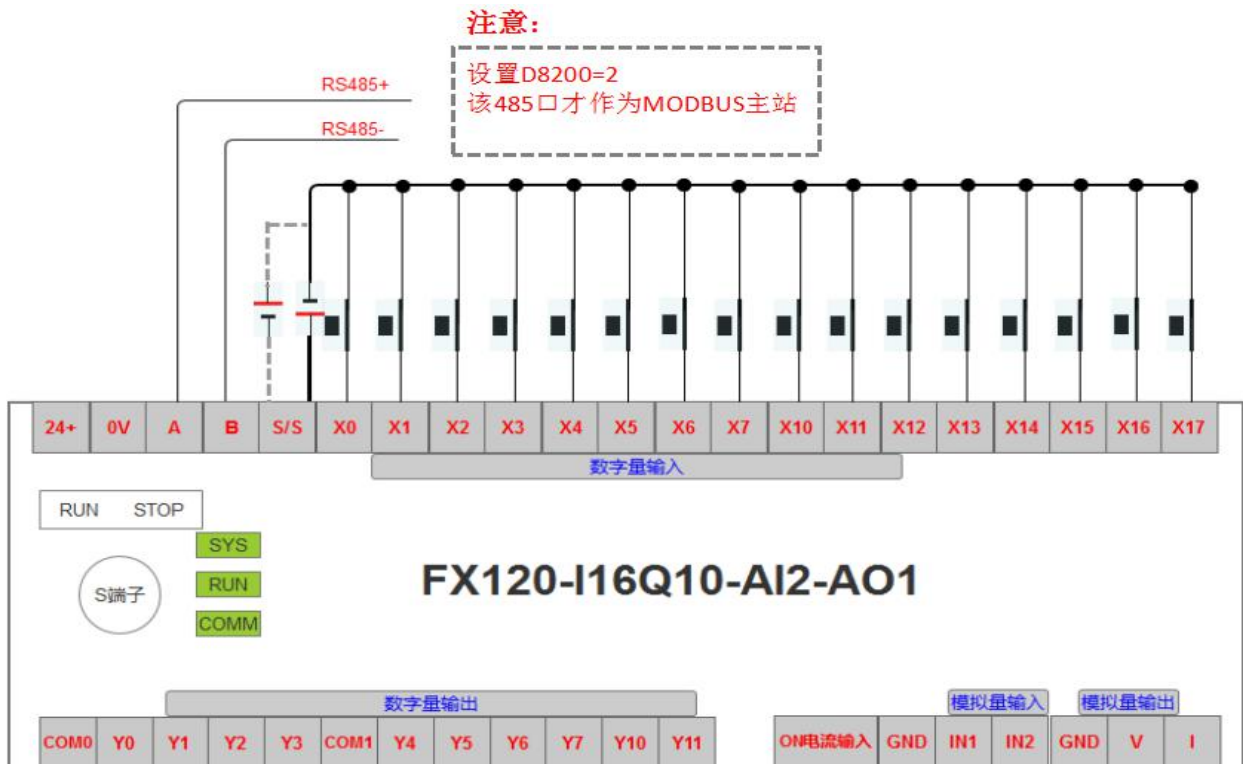 注意：
设置D8200=2
该485口才作为MODBUS主站
RS485+
RS485-
24+ 0V A B S/S X0 X1 X2 X3 X4 X5 X6 X7 X10 X11 X12 X13 X14 X15 X16 X17
数字量输入
RUN STOP
SYS
S端子
RUN
COMM
FX120-I16Q10-AI2-AO1
数字量输出
模拟量输入
模拟量输出
COM0 Y0 Y1 Y2 Y3 COM1 Y4 Y5 Y6 Y7 Y10 Y11
ON电流输入 GND IN1 IN2 GND V I